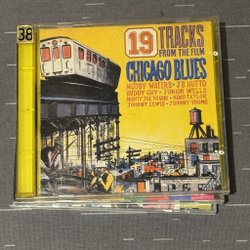 38
19 TRACKS
FROM THE FILM
CHICAGO BLUES
MUDDY WATERS • J B HUTTO
BUDDY GUY • JUNIOR WELLS
MIGHTY JOE YOUNG • KOKO TAYLOR
JOHNNY LEWIS • JOHNNY YOUNG